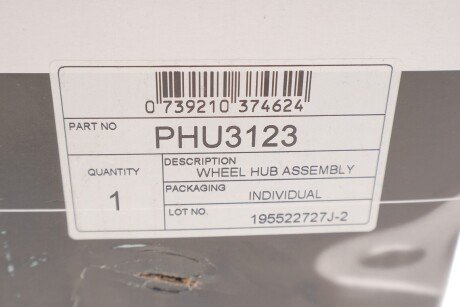 0 739210 374624
PART NO PHU3123
QUANTITY
1
DESCRIPTION
WHEEL HUB ASSEMBLY
PACKAGING
INDIVIDUAL
LOT NO. 195522727J-2